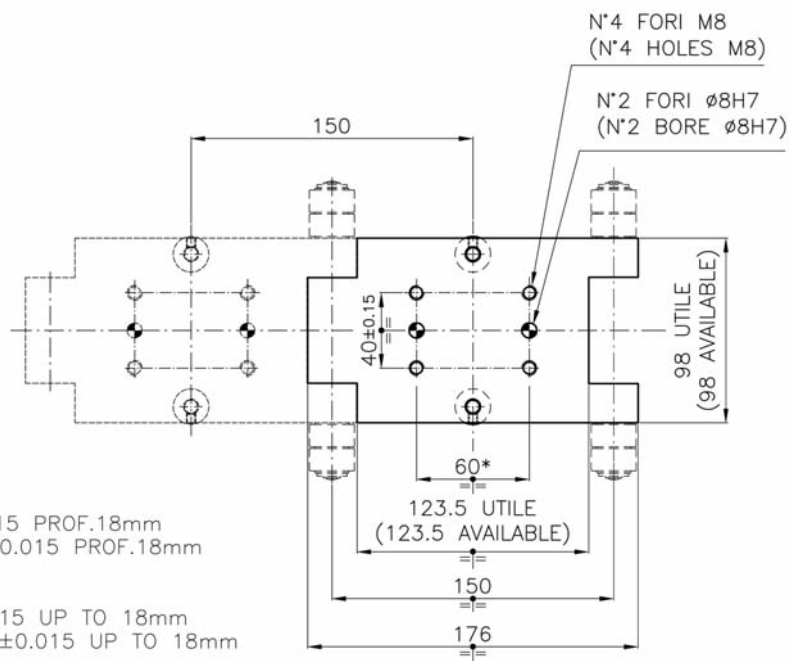 N°4 FORI M8
(N°4 HOLES M8)
N°2 FORI ø8H7
(N°2 BORE ø8H7)
150
40±0.15
98 UTILE
(98 AVAILABLE)
60*
123.5 UTILE
(123.5 AVAILABLE)
150
176
15 PROF.18mm
0.015 PROF.18mm
15 UP TO 18mm
±0.015 UP TO 18mm